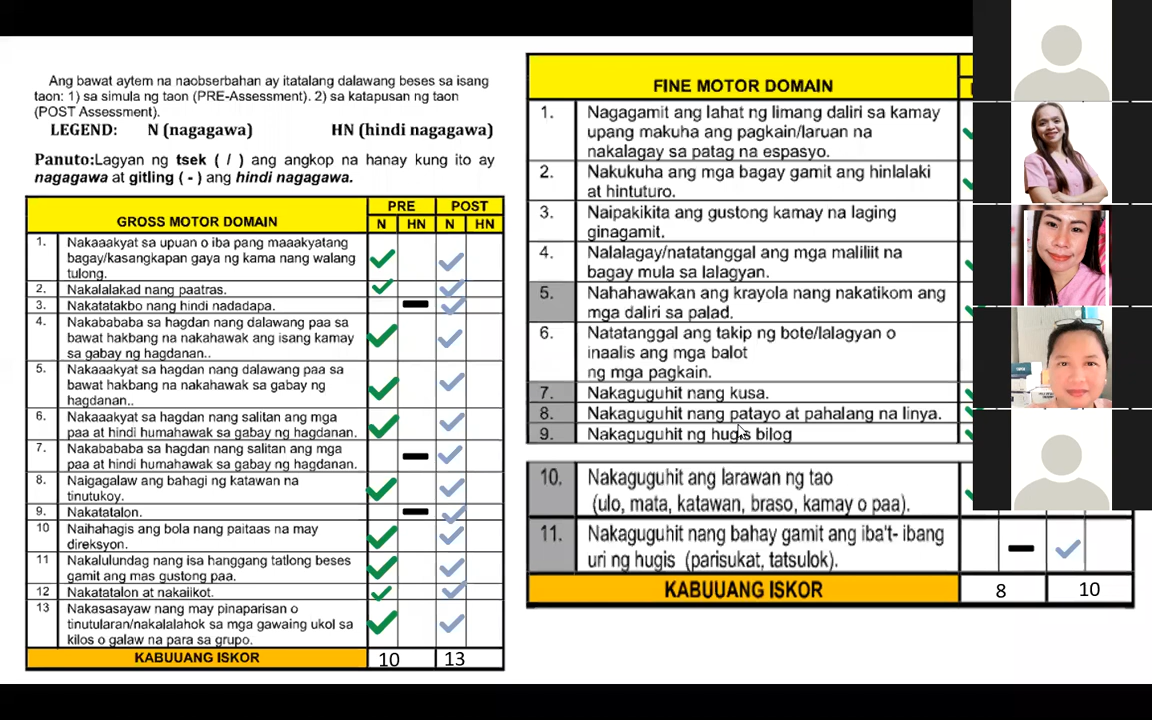 Ang bawat aytem na naobserbahan ay itatalang dalawang beses sa isang
taon: 1) sa simula ng taon (PRE-Assessment). 2) sa katapusan ng taon
(POST Assessment).
LEGEND: N (nagagawa) HN (hindi nagagawa)
Panuto:Lagyan ng tsek ( / ) ang angkop na hanay kung ito ay
nagagawa at gitling ( - ) ang hindi nagagawa.
GROSS MOTOR DOMAIN PRE POST
N HN N HN
1. Nakaaakyat sa upuan o iba pang maaakyatang
bagay/kasangkapan gaya ng kama nang walang
tulong.
2. Nakalalakad nang paatras.
3. Nakatatakbo nang hindi nadadapa.
4. Nakabababa sa hagdan nang dalawang paa sa
bawat hakbang na nakahawak ang isang kamay
sa gabay ng hagdanan..
5. Nakaaakyat sa hagdan nang dalawang paa sa
bawat hakbang na nakahawak sa gabay ng
hagdanan..
6. Nakaaakyat sa hagdan nang salitan ang mga
paa at hindi humahawak sa gabay ng hagdanan.
7. Nakabababa sa hagdan nang salitan ang mga
paa at hindi humahawak sa gabay ng hagdanan.
8. Naigagalaw ang bahagi ng katawan na
tinutukoy.
9. Nakatatalon.
10 Naihahagis ang bola nang paitaas na may
direksyon.
11 Nakalulundag nang isa hanggang tatlong beses
gamit ang mas gustong paa.
12 Nakatatalon at nakaiikot.
13 Nakasasayaw nang may pinaparisan o
tinutularan/nakalalahok sa mga gawaing ukol sa
kilos o galaw na para sa grupo.
KABUUANG ISKOR 10 13
FINE MOTOR DOMAIN
1. Nagagamit ang lahat ng limang daliri sa kamay
upang makuha ang pagkain/laruan na
nakalagay sa patag na espasyo.
2. Nakukuha ang mga bagay gamit ang hinlalaki
at hintuturo.
3. Naipakikita ang gustong kamay na laging
ginagamit.
4. Nalalagay/natatanggal ang mga maliliit na
bagay mula sa lalagyan.
5. Nahahawakan ang krayola nang nakatikom ang
mga daliri sa palad.
6. Natatanggal ang takip ng bote/lalagyan o
inaalis ang mga balot
ng mga pagkain.
7. Nakaguguhit nang kusa.
8. Nakaguguhit nang patayo at pahalang na linya.
9. Nakaguguhit ng hugis bilog
10. Nakaguguhit ang larawan ng tao
(ulo, mata, katawan, braso, kamay o paa).
11. Nakaguguhit nang bahay gamit ang iba't- ibang
uri ng hugis (parisukat, tatsulok).
KABUUANG ISKOR 8 10